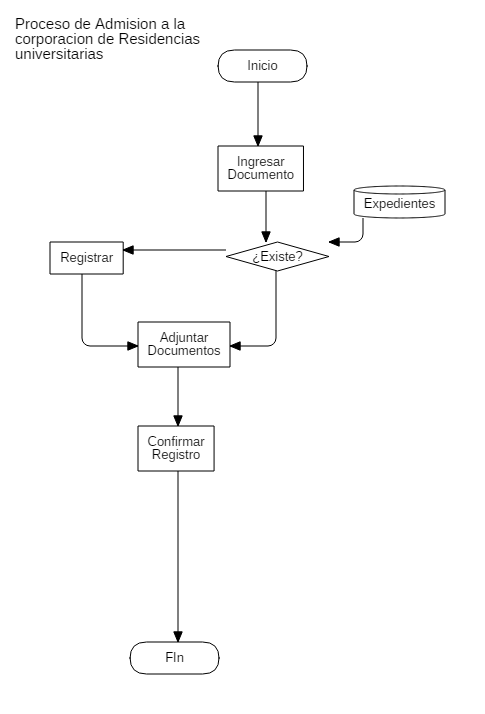 Proceso de Admision a la
corporacion de Residencias
universitarias
Inicio
Ingresar
Documento
Expedientes
¿Existe?
Registrar
Adjuntar
Documentos
Confirmar
Registro
FIn